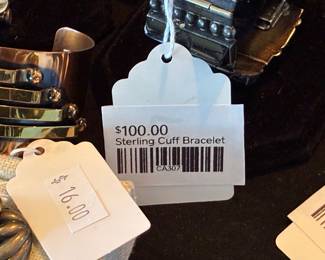 $100.00
Sterling Cuff Bracelet
CA307
$16.00